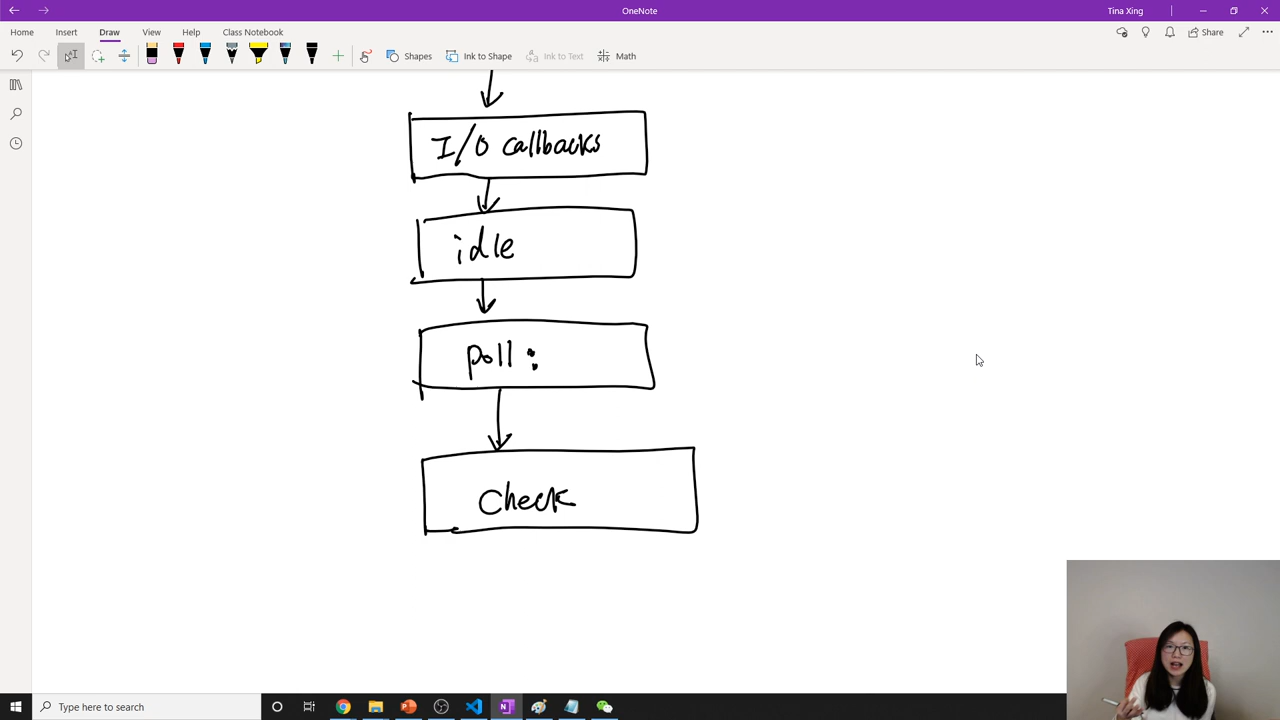 OneNote
Tina Xing
Home Insert Draw View Help Class Notebook
Shapes Ink to Shape Ink to Text Math Share
I/O callbacks
idle
poll :
Check
Type here to search